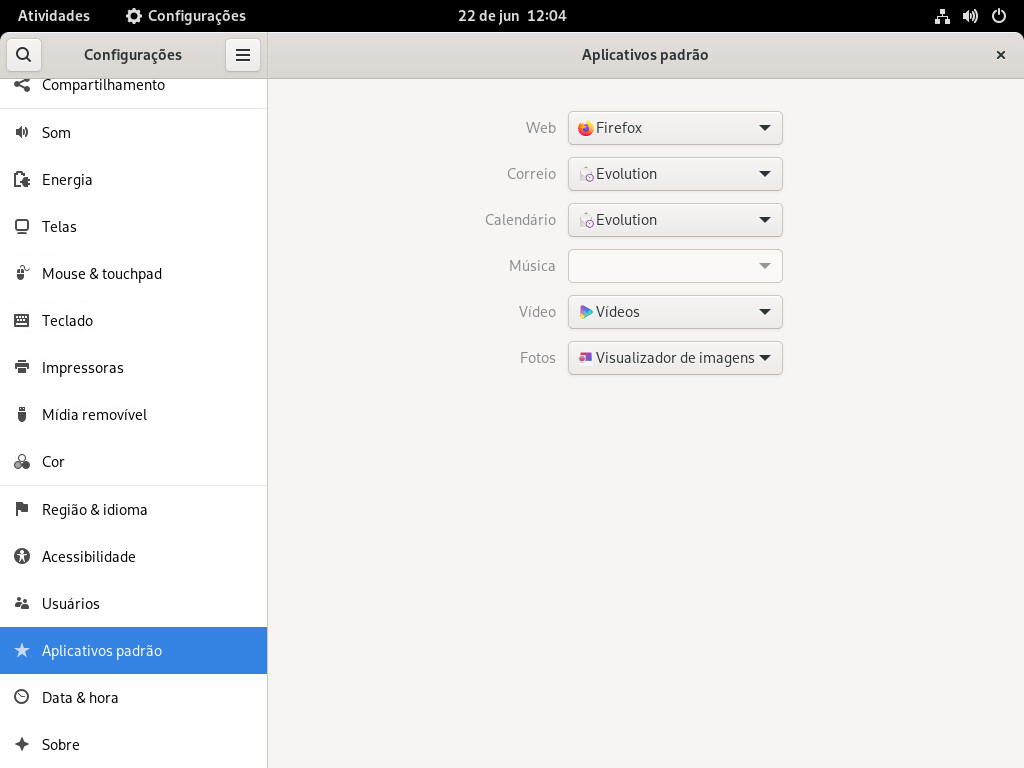 Atividades
Configurações
22 de jun  12:04
Configurações
Aplicativos padrão
Compartilhamento
Som
Energia
Telas
Mouse & touchpad
Teclado
Impressoras
Mídia removível
Cor
Região & idioma
Acessibilidade
Usuários
Aplicativos padrão
Data & hora
Sobre
Web
Firefox
Correio
Evolution
Calendário
Evolution
Música
Vídeo
Vídeos
Fotos
Visualizador de imagens